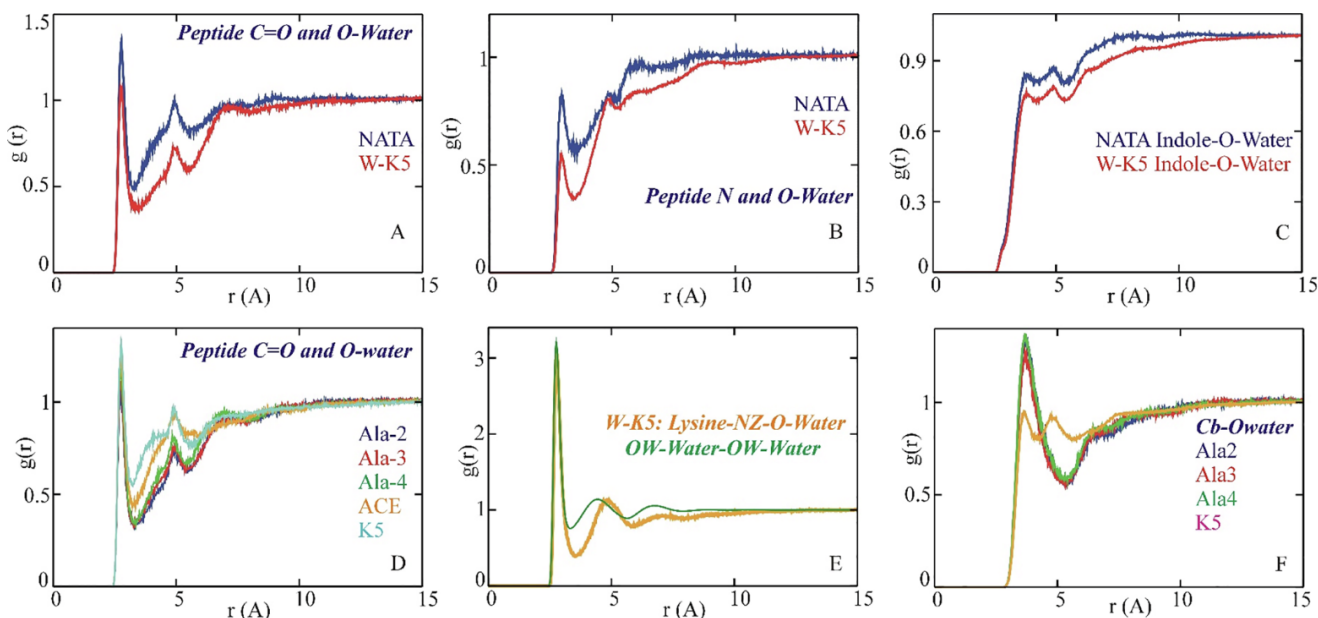 Peptide C=O and O-Water
1.5
1
0.5
0
g (r)
NATA
W-K5
A
0
5
10
15
r (A)
1
0.5
0
g(r)
NATA
W-K5
Peptide N and O-Water
B
0
5
10
15
r (A)
0.9
0.6
0.3
0
g(r)
NATA Indole-O-Water
W-K5 Indole-O-Water
C
0
5
10
15
r (A)
Peptide C=O and O-water
1
0.5
0
g(r)
Ala-2
Ala-3
Ala-4
ACE
K5
D
0
5
10
15
r (A)
3
2
1
0
g(r)
W-K5: Lysine-NZ-O-Water
OW-Water-OW-Water
E
0
5
10
15
r (A)
1
0.5
0
g(r)
Cb-Owater
Ala2
Ala3
Ala4
K5
F
0
5
10
15
r (A)